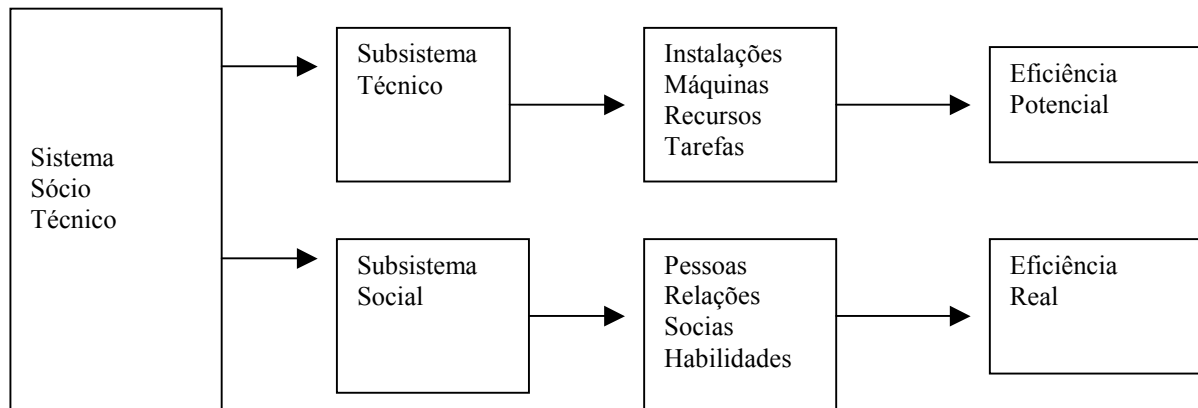 Sistema
Sócio
Técnico
Subsistema
Técnico
Instalações
Máquinas
Recursos
Tarefas
Eficiência
Potencial
Subsistema
Social
Pessoas
Relações
Socias
Habilidades
Eficiência
Real